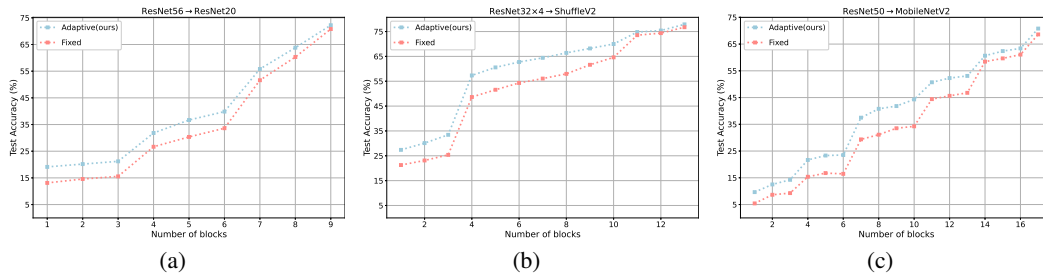 ResNet56→ResNet20
75
65
55
45
35
25
15
5
Test Accuracy (%)
Adaptive(ours)
Fixed
1 2 3 4 5 6 7 8 9
Number of blocks
(a)
ResNet32×4→ShuffleV2
75
65
55
45
35
25
15
5
Test Accuracy (%)
Adaptive(ours)
Fixed
2 4 6 8 10 12
Number of blocks
(b)
ResNet50→MobileNetV2
75
65
55
45
35
25
15
5
Test Accuracy (%)
Adaptive(ours)
Fixed
2 4 6 8 10 12 14 16
Number of blocks
(c)